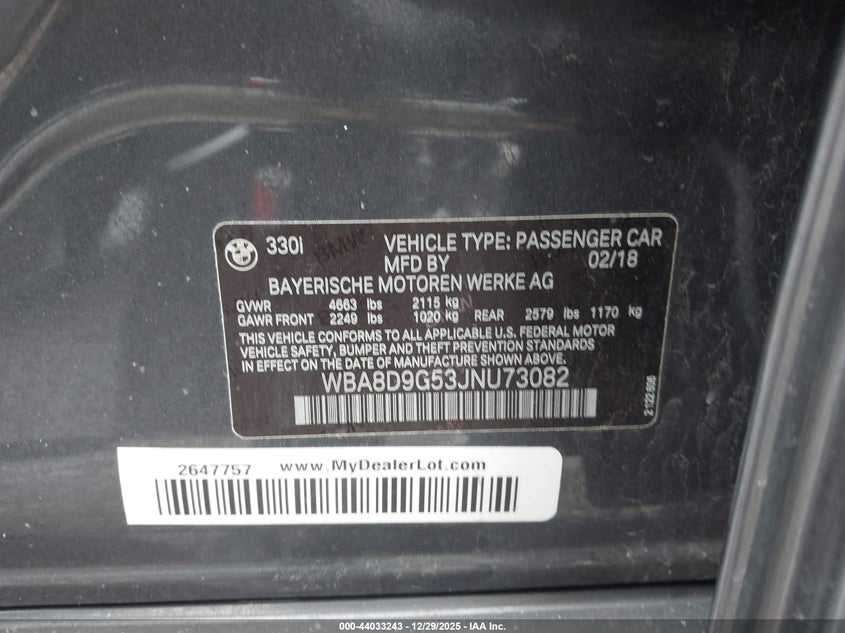 330i VEHICLE TYPE: PASSENGER CAR
MFD BY 02/18
BAYERISCHE MOTOREN WERKE AG
GVWR 4663 lbs 2115 kg
GAWR FRONT 2249 lbs 1020 kg REAR 2579 lbs 1170 kg
THIS VEHICLE CONFORMS TO ALL APPLICABLE U.S. FEDERAL MOTOR
VEHICLE SAFETY, BUMPER AND THEFT PREVENTION STANDARDS
IN EFFECT ON THE DATE OF MANUFACTURE SHOWN ABOVE.
WBA8D9G53JNU73082
2122606
2647757 www.MyDealerLot.com
000-44033243 - 12/29/2025 - IAA Inc.